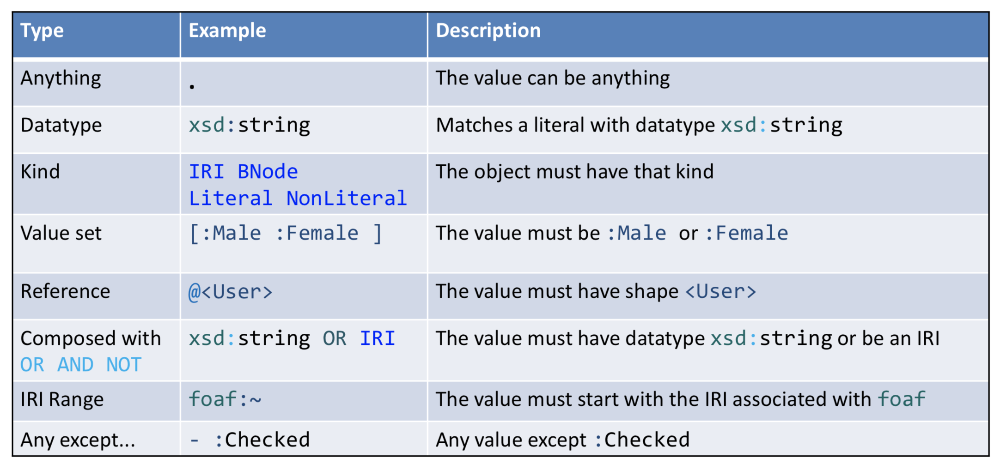 Type Example Description
Anything . The value can be anything
Datatype xsd:string Matches a literal with datatype xsd:string
Kind IRI BNode The object must have that kind
Literal NonLiteral
Value set [:Male :Female ] The value must be :Male or :Female
Reference @<User> The value must have shape <User>
Composed with xsd:string OR IRI The value must have datatype xsd:string or be an IRI
OR AND NOT
IRI Range foaf:~ The value must start with the IRI associated with foaf
Any except... - :Checked Any value except :Checked